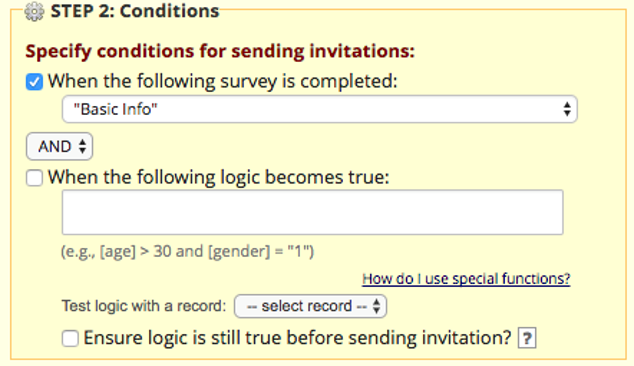 STEP 2: Conditions
Specify conditions for sending invitations:
When the following survey is completed:
"Basic Info"
AND
When the following logic becomes true:
(e.g., [age] > 30 and [gender] = "1")
How do I use special functions?
Test logic with a record: -- select record --
Ensure logic is still true before sending invitation? ?